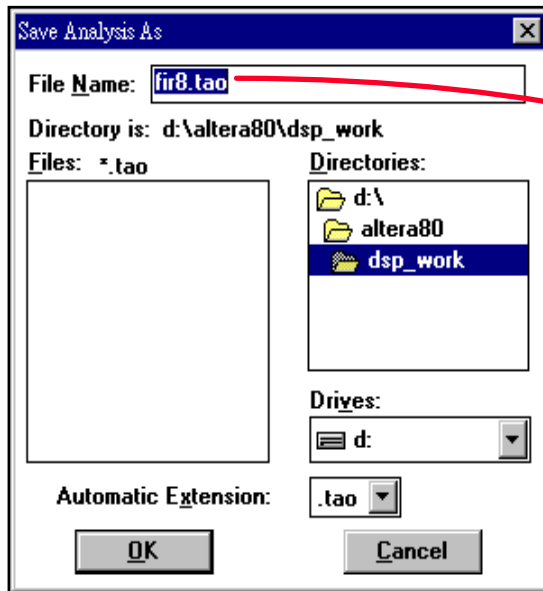 Save Analysis As
File Name: fir8.tao
Directory is: d:\altera80\dsp_work
Files: *.tao
Directories:
d:\
altera80
dsp_work
Drives:
d:
Automatic Extension: .tao
OK
Cancel